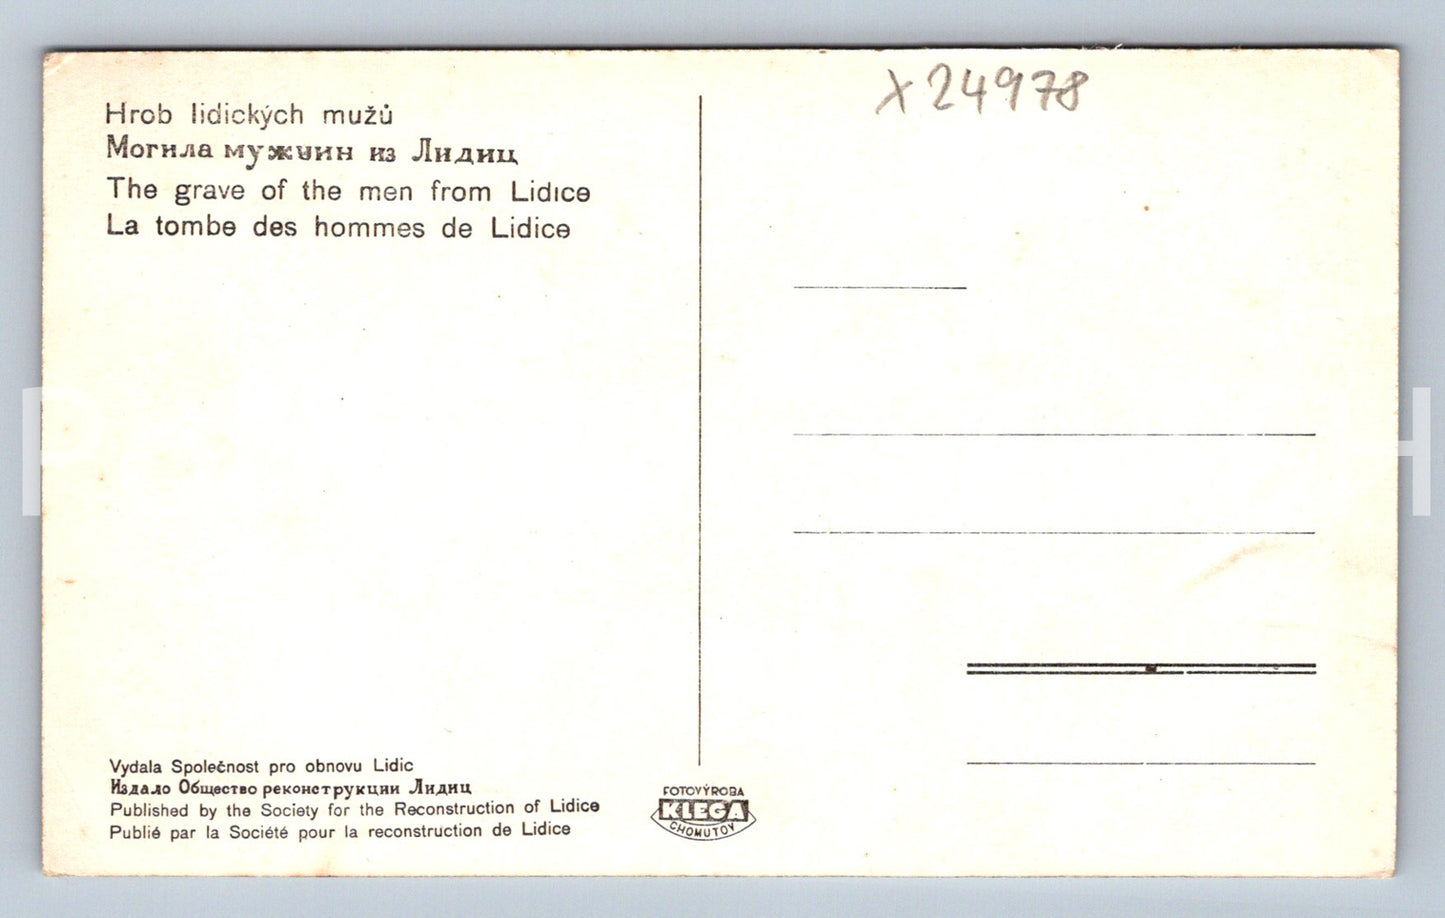 Hrob lidických mužů
Могила мужчин из Лидиц
The grave of the men from Lidice
La tombe des hommes de Lidice
X 24978
Vydala Společnost pro obnovu Lidic
Издало Общество реконструкции Лидиц
Published by the Society for the Reconstruction of Lidice
Publié par la Société pour la reconstruction de Lidice
FOTOVÝROBA
KLEGA
CHOMUTOV
P
H